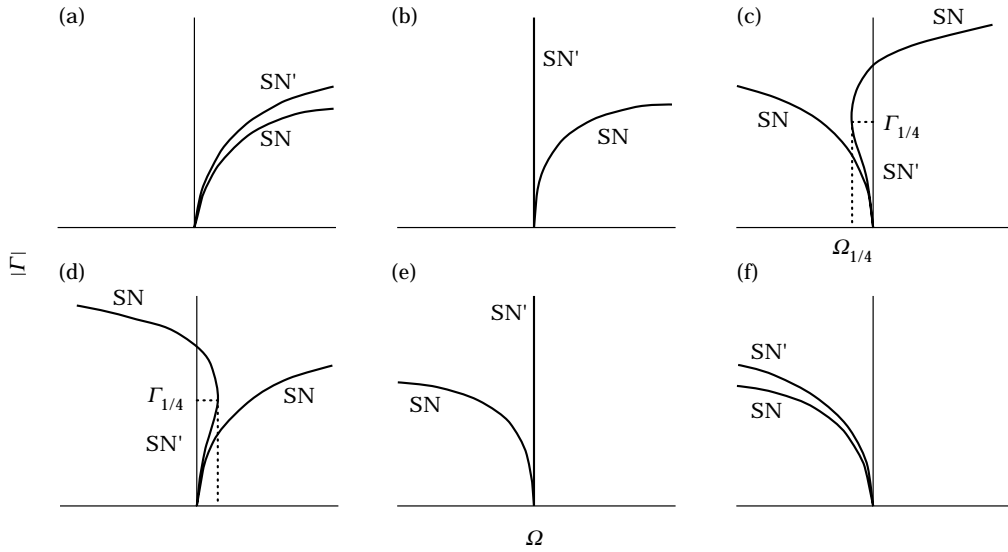 (a)
SN'
SN
(b)
SN'
SN
(c)
SN
SN
Γ1/4
SN'
Ω1/4
|Γ|
(d)
SN
Γ1/4
SN'
SN
(e)
SN'
SN
Ω
(f)
SN'
SN